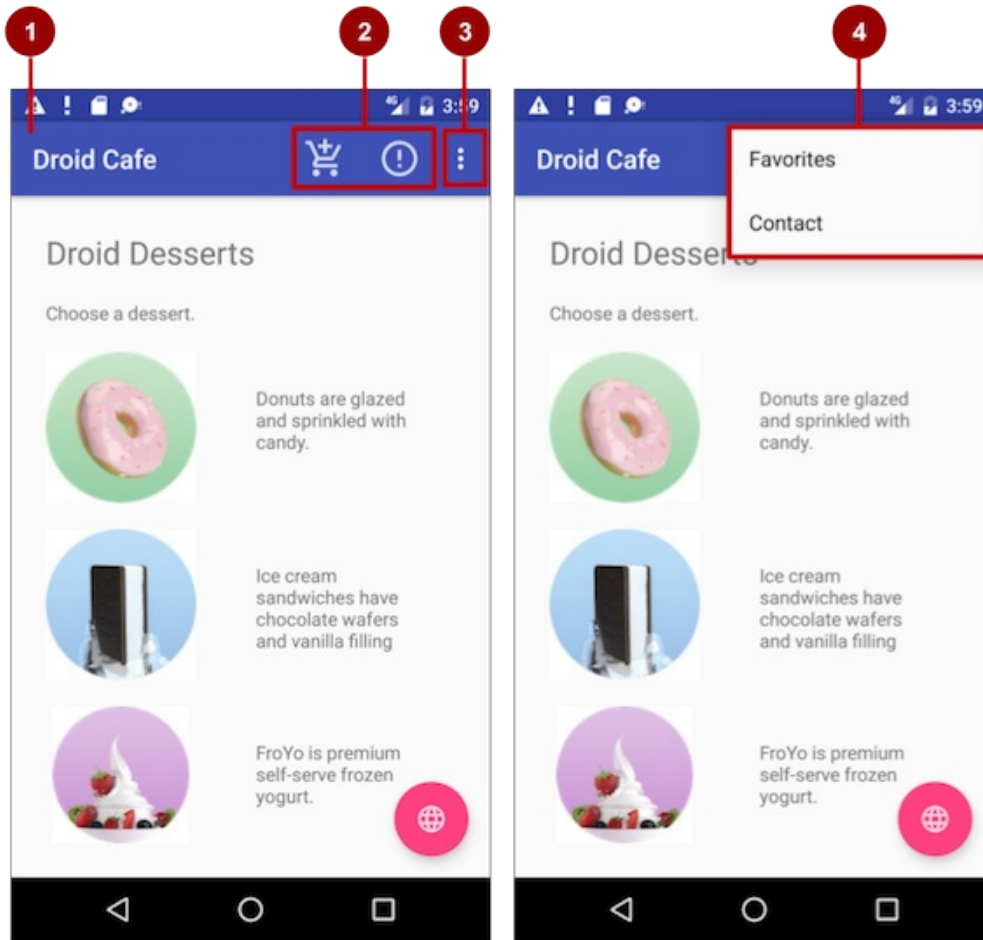 1
2
3
4
4G
3:59
Droid Cafe
Droid Desserts
Choose a dessert.
Donuts are glazed
and sprinkled with
candy.
Ice cream
sandwiches have
chocolate wafers
and vanilla filling
FroYo is premium
self-serve frozen
yogurt.
4G
3:59
Droid Cafe
Favorites
Contact
Droid Desserts
Choose a dessert.
Donuts are glazed
and sprinkled with
candy.
Ice cream
sandwiches have
chocolate wafers
and vanilla filling
FroYo is premium
self-serve frozen
yogurt.